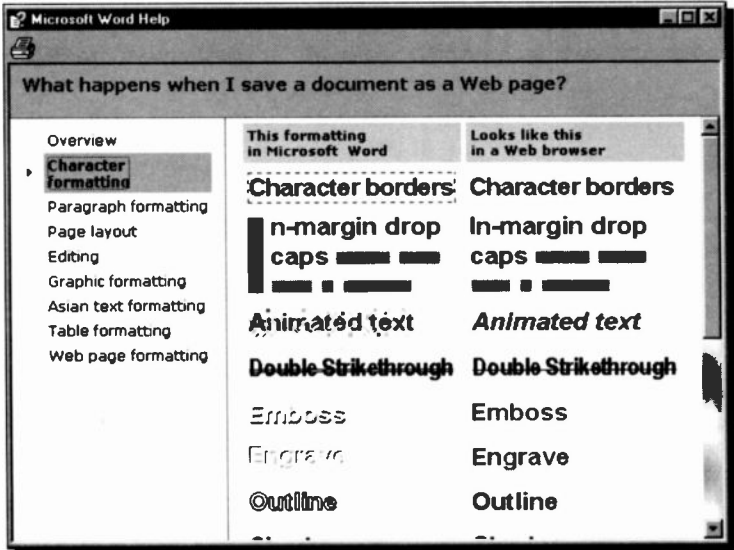 Microsoft Word Help
What happens when I save a document as a Web page?
Overview
Character
formatting
Paragraph formatting
Page layout
Editing
Graphic formatting
Asian text formatting
Table formatting
Web page formatting
This formatting
in Microsoft Word
Looks like this
in a Web browser
Character borders
Character borders
In-margin drop
caps
In-margin drop
caps
Animated text
Animated text
Double Strikethrough
Double Strikethrough
Emboss
Emboss
Engrave
Engrave
Outline
Outline